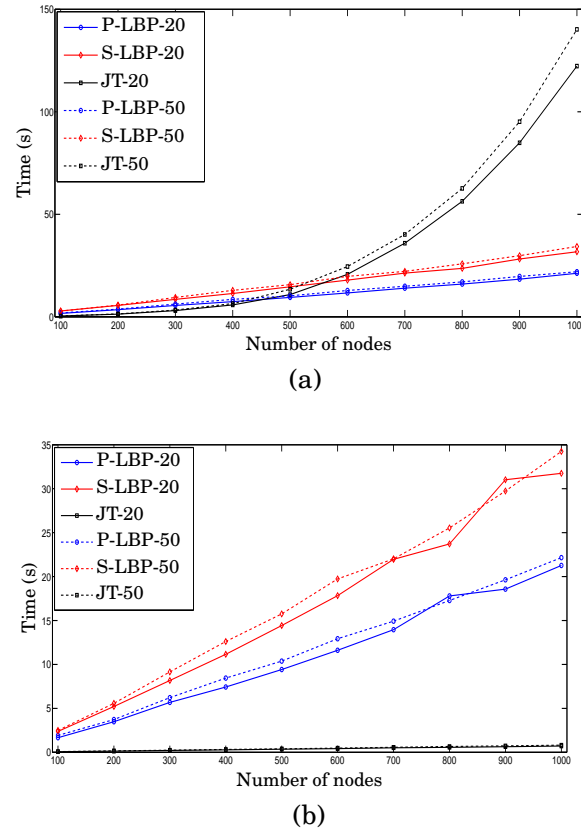 150
100
50
0
Time (s)
P-LBP-20
S-LBP-20
JT-20
P-LBP-50
S-LBP-50
JT-50
100 200 300 400 500 600 700 800 900 1000
Number of nodes
(a)
35
30
25
20
15
10
5
0
Time (s)
P-LBP-20
S-LBP-20
JT-20
P-LBP-50
S-LBP-50
JT-50
100 200 300 400 500 600 700 800 900 1000
Number of nodes
(b)